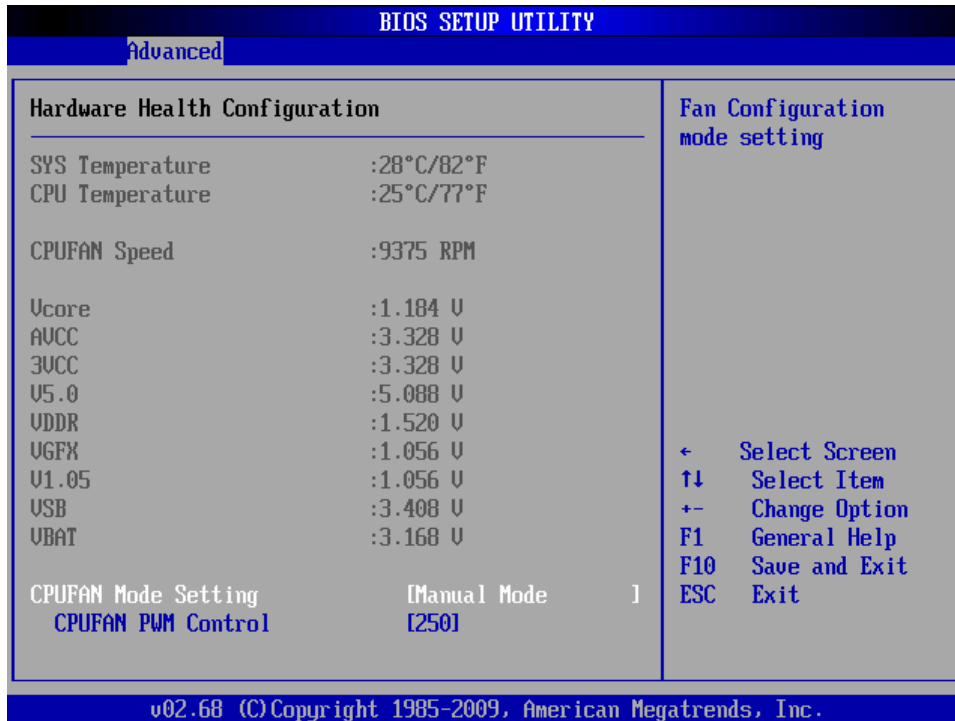 BIOS SETUP UTILITY
Advanced
Hardware Health Configuration
SYS Temperature :28°C/82°F
CPU Temperature :25°C/77°F
CPUFAN Speed :9375 RPM
Vcore :1.184 V
AVCC :3.328 V
3VCC :3.328 V
V5.0 :5.088 V
VDDR :1.520 V
VGFX :1.056 V
V1.05 :1.056 V
VSB :3.408 V
VBAT :3.168 V
CPUFAN Mode Setting [Manual Mode ]
CPUFAN PWM Control [250]
Fan Configuration
mode setting
← Select Screen
↑↓ Select Item
+- Change Option
F1 General Help
F10 Save and Exit
ESC Exit
v02.68 (C)Copyright 1985-2009, American Megatrends, Inc.